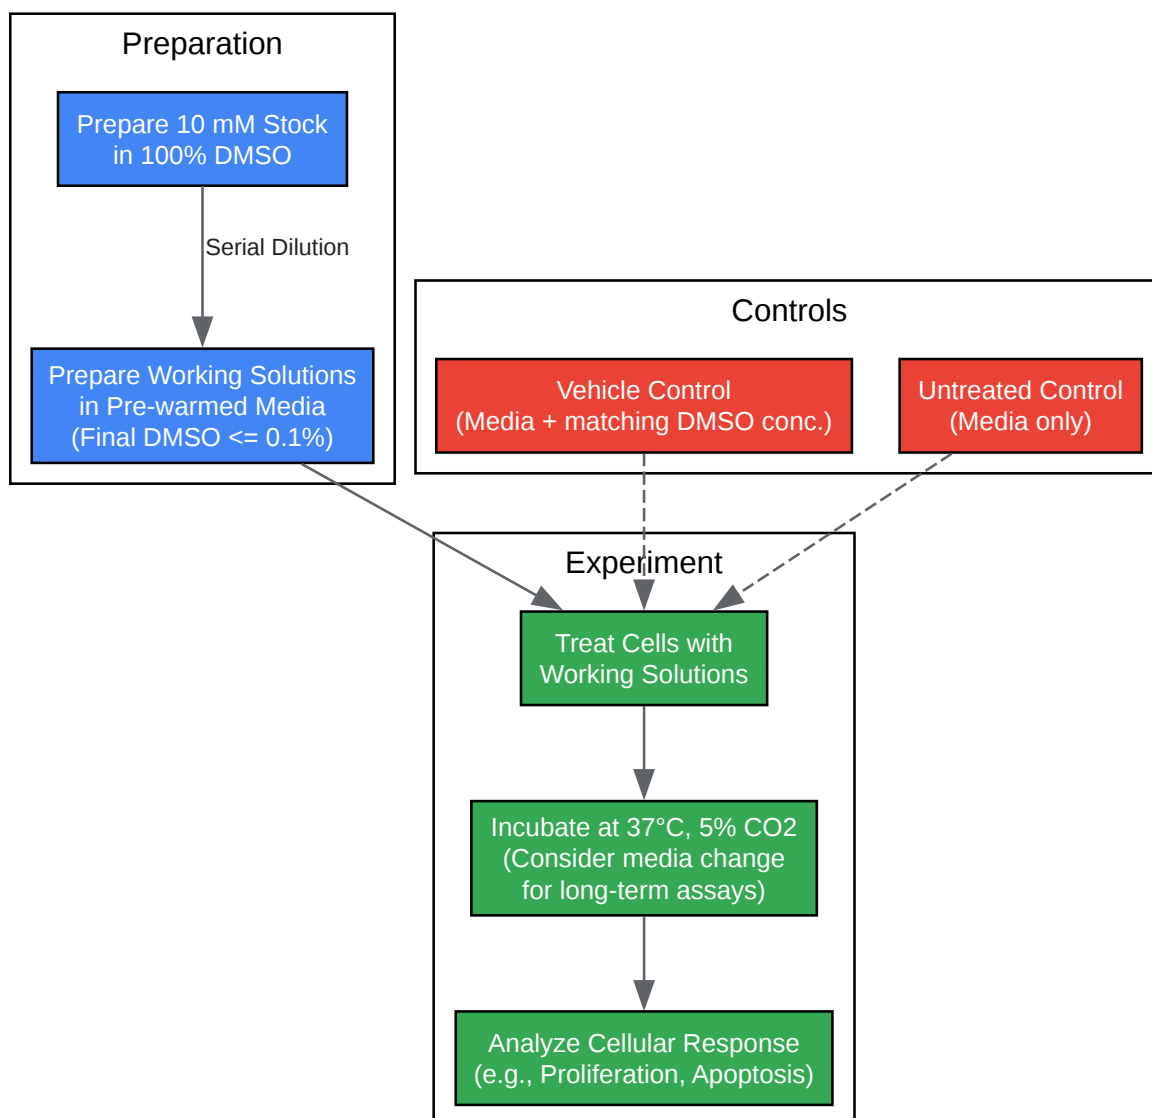 Preparation
Prepare 10 mM Stock
in 100% DMSO
Serial Dilution
Prepare Working Solutions
in Pre-warmed Media
(Final DMSO <= 0.1%)
Controls
Vehicle Control
(Media + matching DMSO conc.)
Untreated Control
(Media only)
Experiment
Treat Cells with
Working Solutions
Incubate at 37°C, 5% CO2
(Consider media change
for long-term assays)
Analyze Cellular Response
(e.g., Proliferation, Apoptosis)